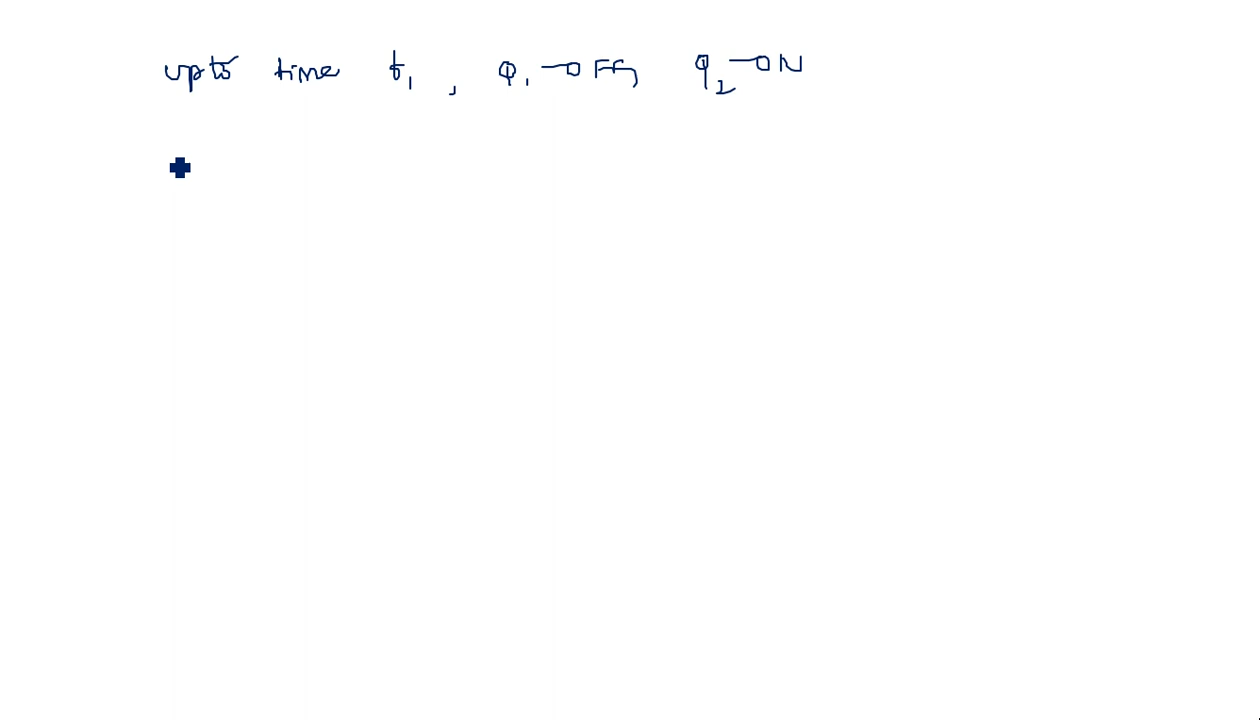 upto time t₁ , Q₁ – OFF, Q₂ – ON